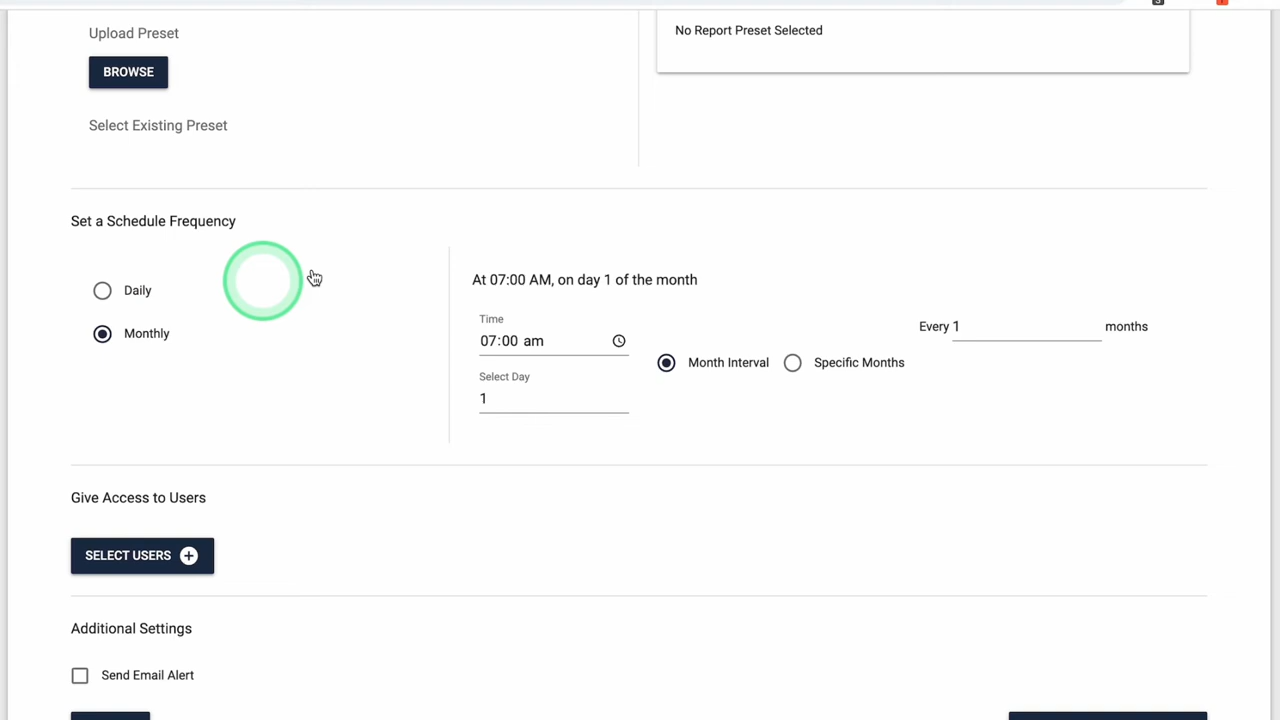 Upload Preset
BROWSE
Select Existing Preset
No Report Preset Selected
Set a Schedule Frequency
Daily
Monthly
At 07:00 AM, on day 1 of the month
Time
07:00 am
Select Day
1
Month Interval
Specific Months
Every 1 months
Give Access to Users
SELECT USERS
Additional Settings
Send Email Alert